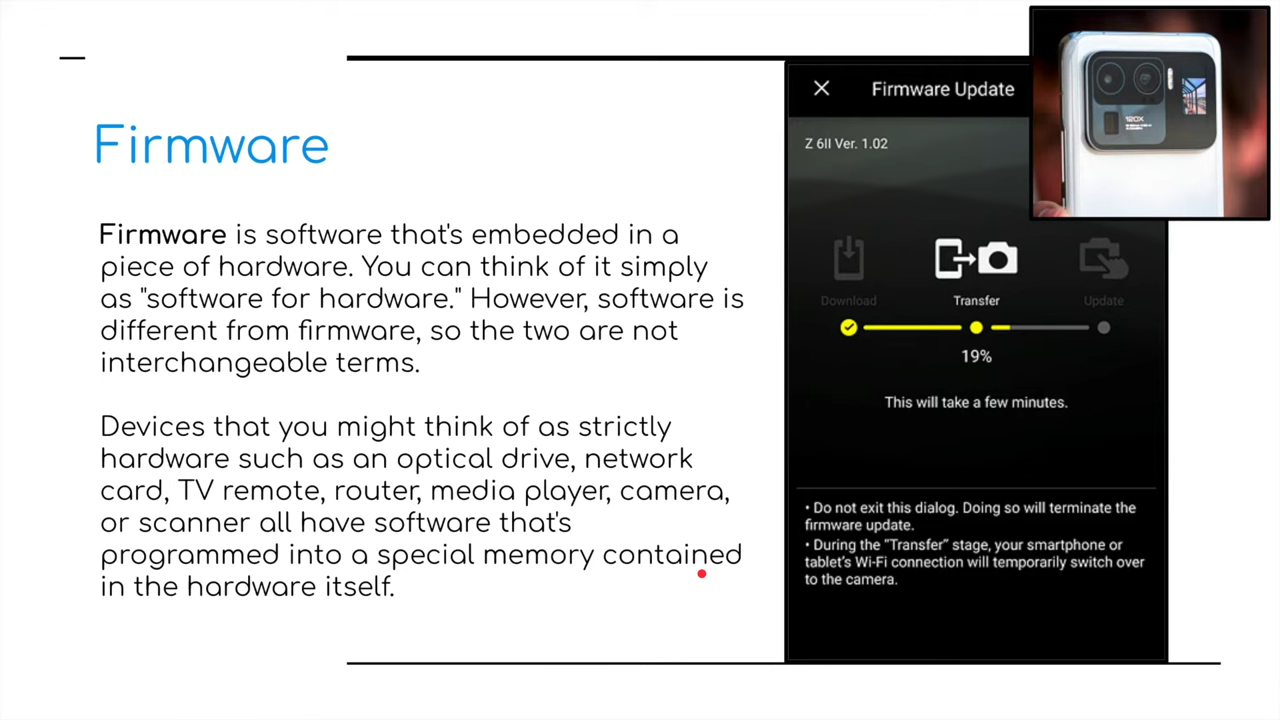 Firmware
Firmware is software that's embedded in a
piece of hardware. You can think of it simply
as "software for hardware." However, software is
different from firmware, so the two are not
interchangeable terms.
Devices that you might think of as strictly
hardware such as an optical drive, network
card, TV remote, router, media player, camera,
or scanner all have software that's
programmed into a special memory contained
in the hardware itself.
Firmware Update
Z 6II Ver. 1.02
Download Transfer Update
19%
This will take a few minutes.
• Do not exit this dialog. Doing so will terminate the
firmware update.
• During the “Transfer” stage, your smartphone or
tablet’s Wi-Fi connection will temporarily switch over
to the camera.
120X